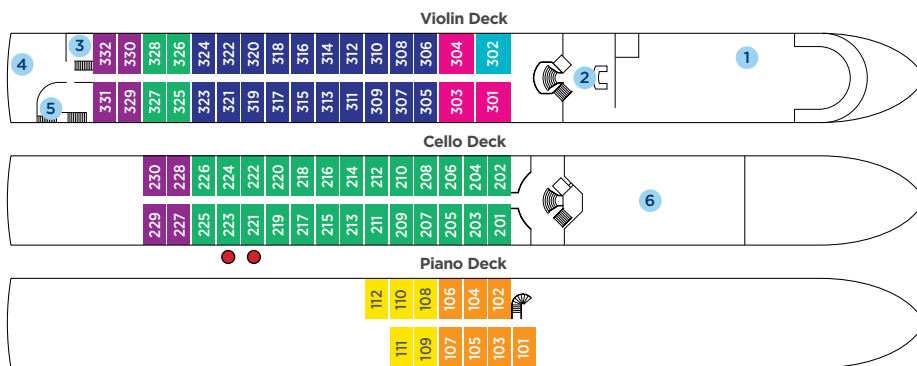 Violin Deck
3 332 330 328 326 324 322 320 318 316 314 312 310 308 306 304 302 1
4 2
5 331 329 327 325 323 321 319 317 315 313 311 309 307 305 303 301
Cello Deck
230 228 226 224 222 220 218 216 214 212 210 208 206 204 202
6
229 227 225 223 221 219 217 215 213 211 209 207 205 203 201
Piano Deck
112 110 108 106 104 102
111 109 107 105 103 101